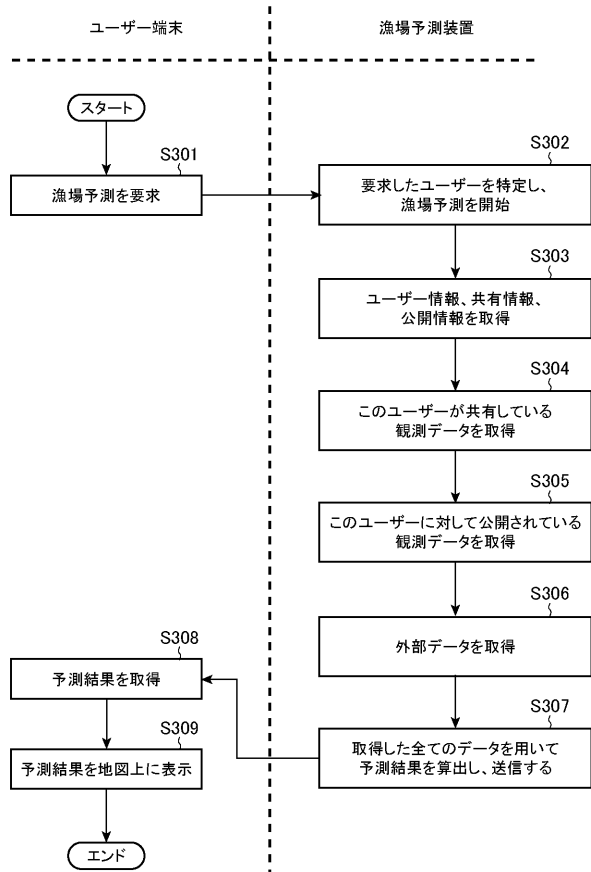 ユーザー端末
漁場予測装置
スタート
S301
漁場予測を要求
S302
要求したユーザーを特定し、
漁場予測を開始
S303
ユーザー情報、共有情報、
公開情報を取得
S304
このユーザーが共有している
観測データを取得
S305
このユーザーに対して公開されている
観測データを取得
S306
外部データを取得
S307
取得した全てのデータを用いて
予測結果を算出し、送信する
S308
予測結果を取得
S309
予測結果を地図上に表示
エンド